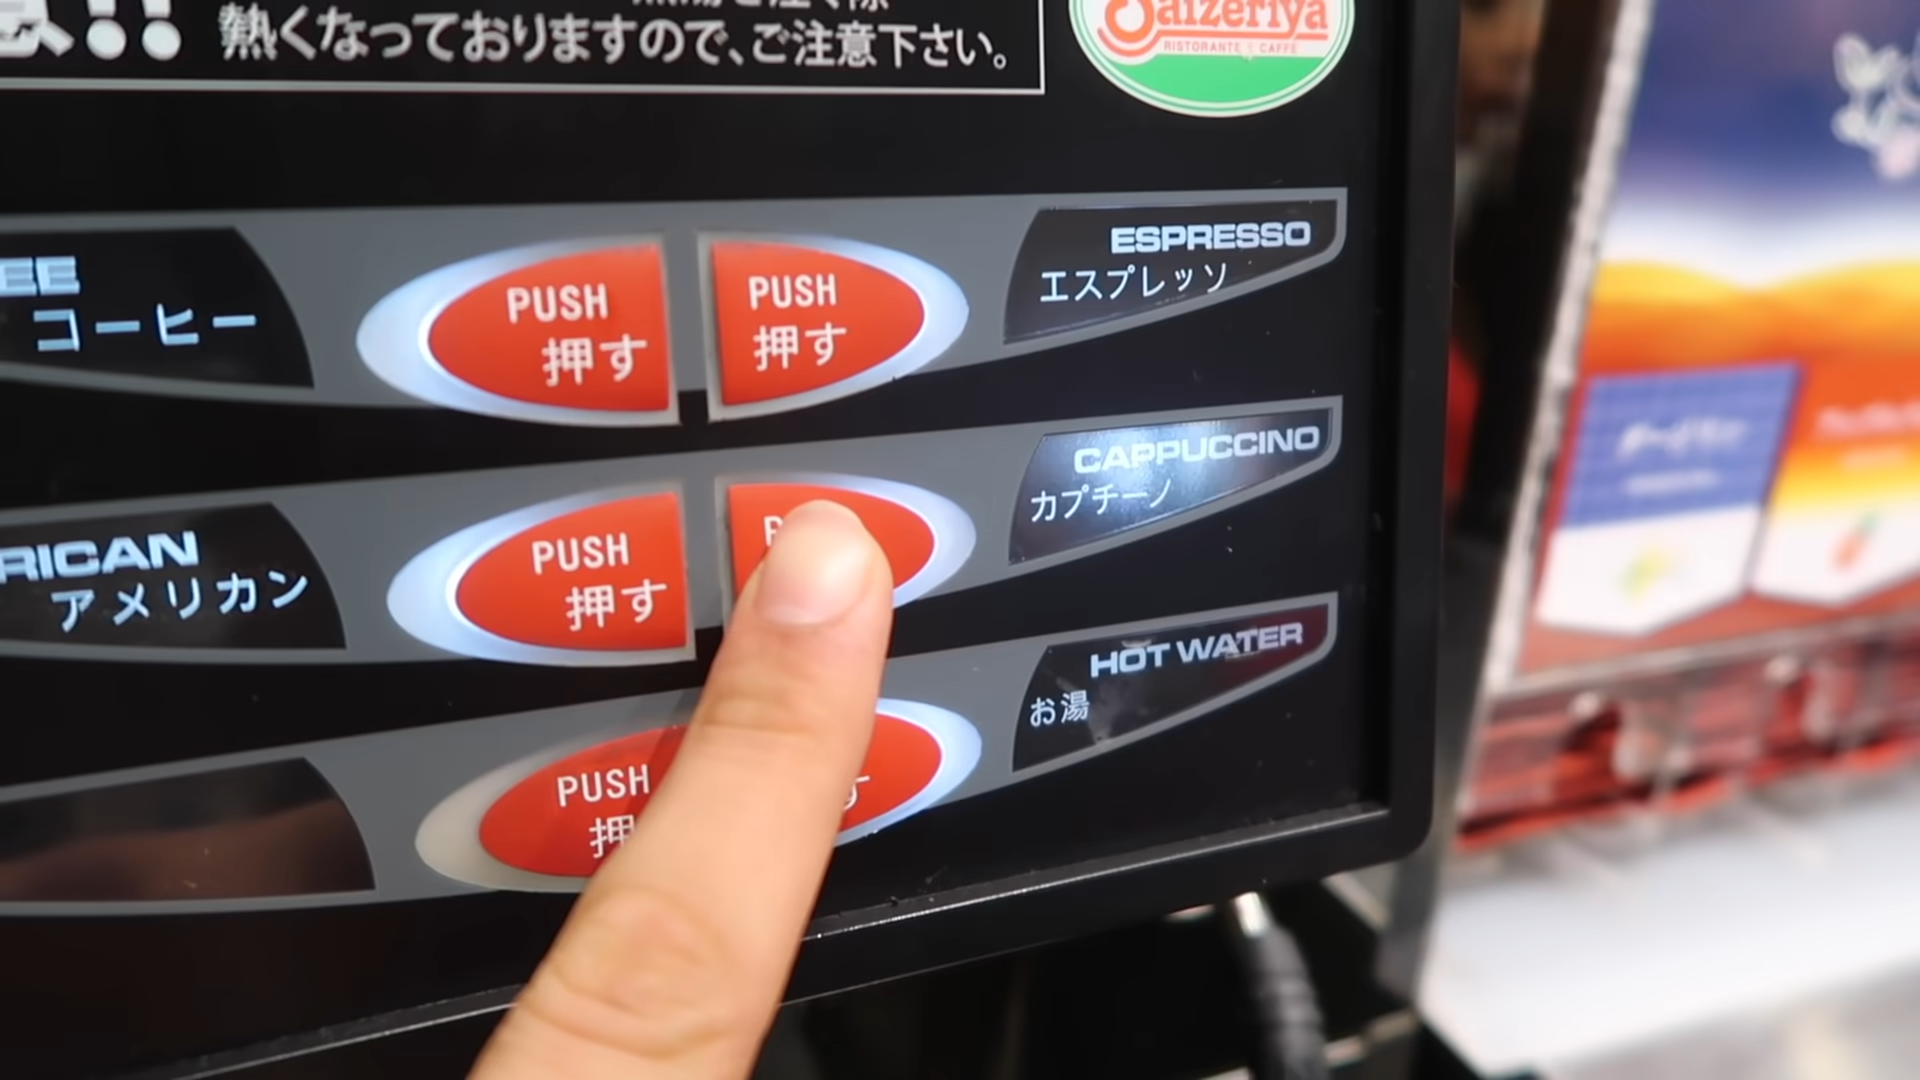 !!
熱くなっておりますので、ご注意下さい。
Saizeriya
RISTORANTE E CAFFÈ
EE
コーヒー
PUSH
押す
PUSH
押す
ESPRESSO
エスプレッソ
RICAN
アメリカン
PUSH
押す
CAPPUCCINO
カプチーノ
PUSH
押
す
HOT WATER
お湯